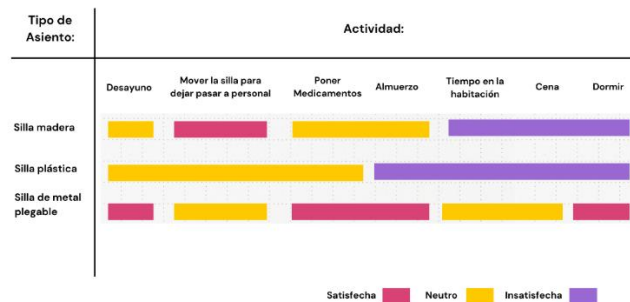 Tipo de
Asiento:
Actividad:
Desayuno
Mover la silla para
dejar pasar a personal
Poner
Medicamentos
Almuerzo
Tiempo en la
habitación
Cena
Dormir
Silla madera
Silla plástica
Silla de metal
plegable
Satisfecha
Neutro
Insatisfecha